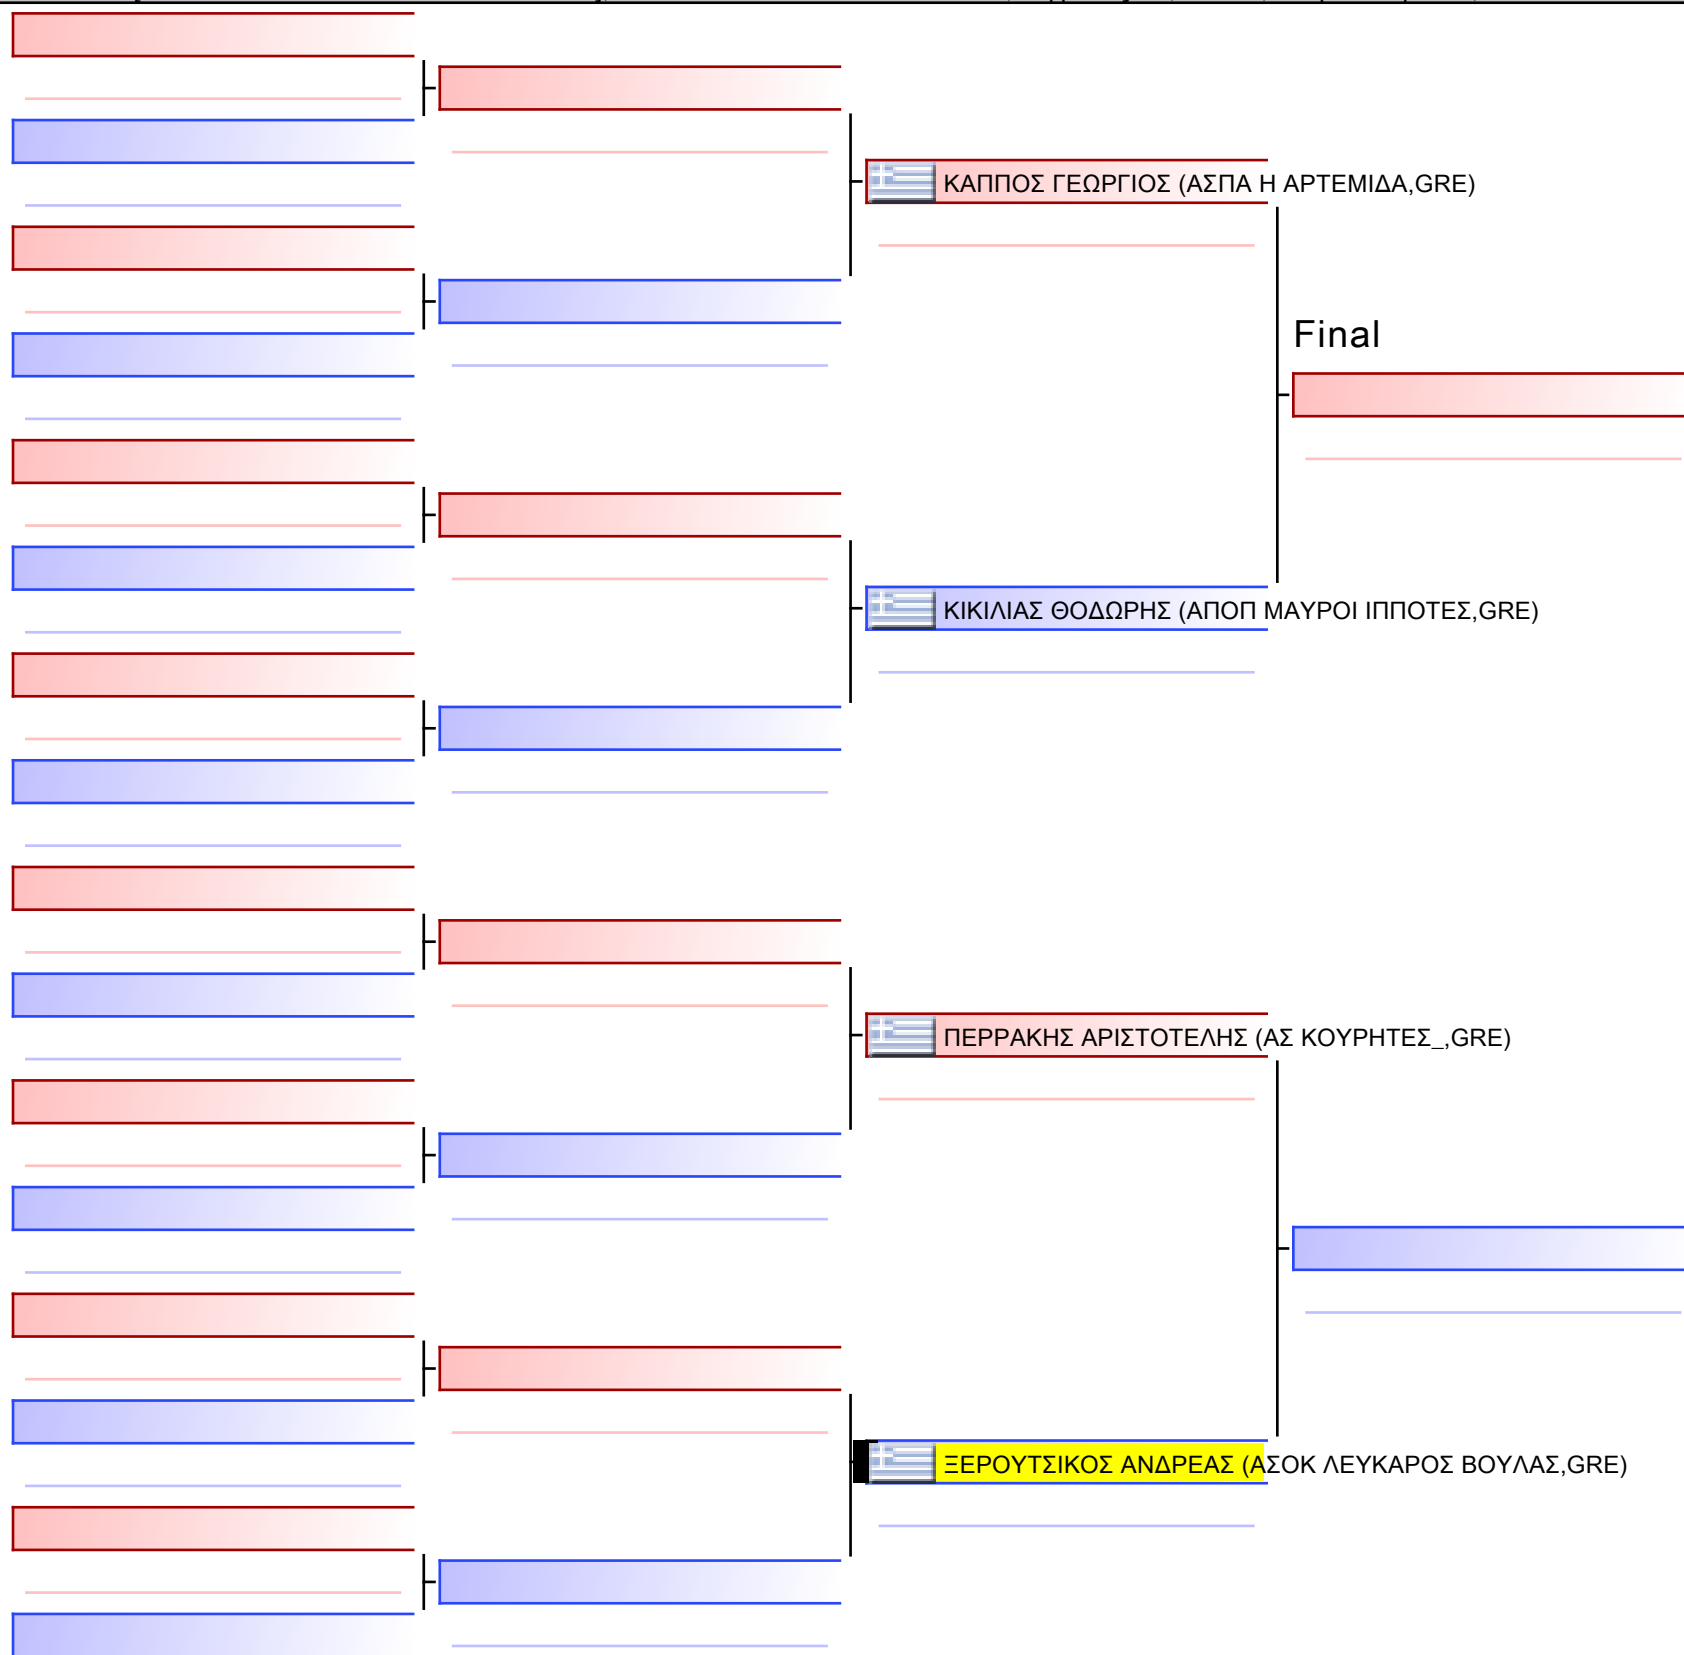 ΚΑΠΠΟΣ ΓΕΩΡΓΙΟΣ (ΑΣΠΑ Η ΑΡΤΕΜΙΔΑ,GRE)
Final
ΚΙΚΙΛΙΑΣ ΘΟΔΩΡΗΣ (ΑΠΟΠ ΜΑΥΡΟΙ ΙΠΠΟΤΕΣ,GRE)
ΠΕΡΡΑΚΗΣ ΑΡΙΣΤΟΤΕΛΗΣ (ΑΣ ΚΟΥΡΗΤΕΣ_,GRE)
ΞΕΡΟΥΤΣΙΚΟΣ ΑΝΔΡΕΑΣ (ΑΣΟΚ ΛΕΥΚΑΡΟΣ ΒΟΥΛΑΣ,GRE)